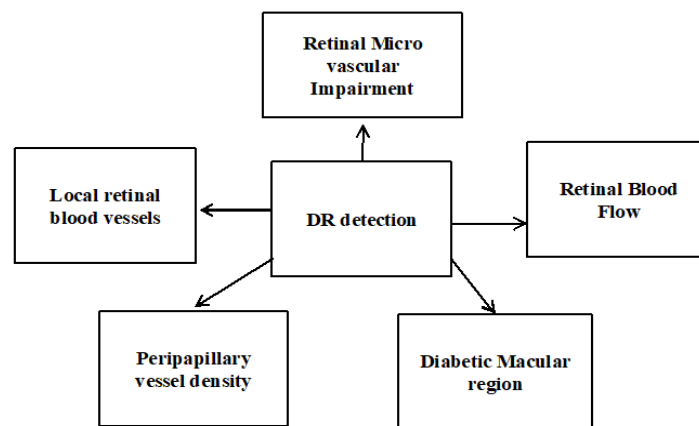 Retinal Micro
vascular
Impairment
Local retinal
blood vessels
DR detection
Retinal Blood
Flow
Peripapillary
vessel density
Diabetic Macular
region